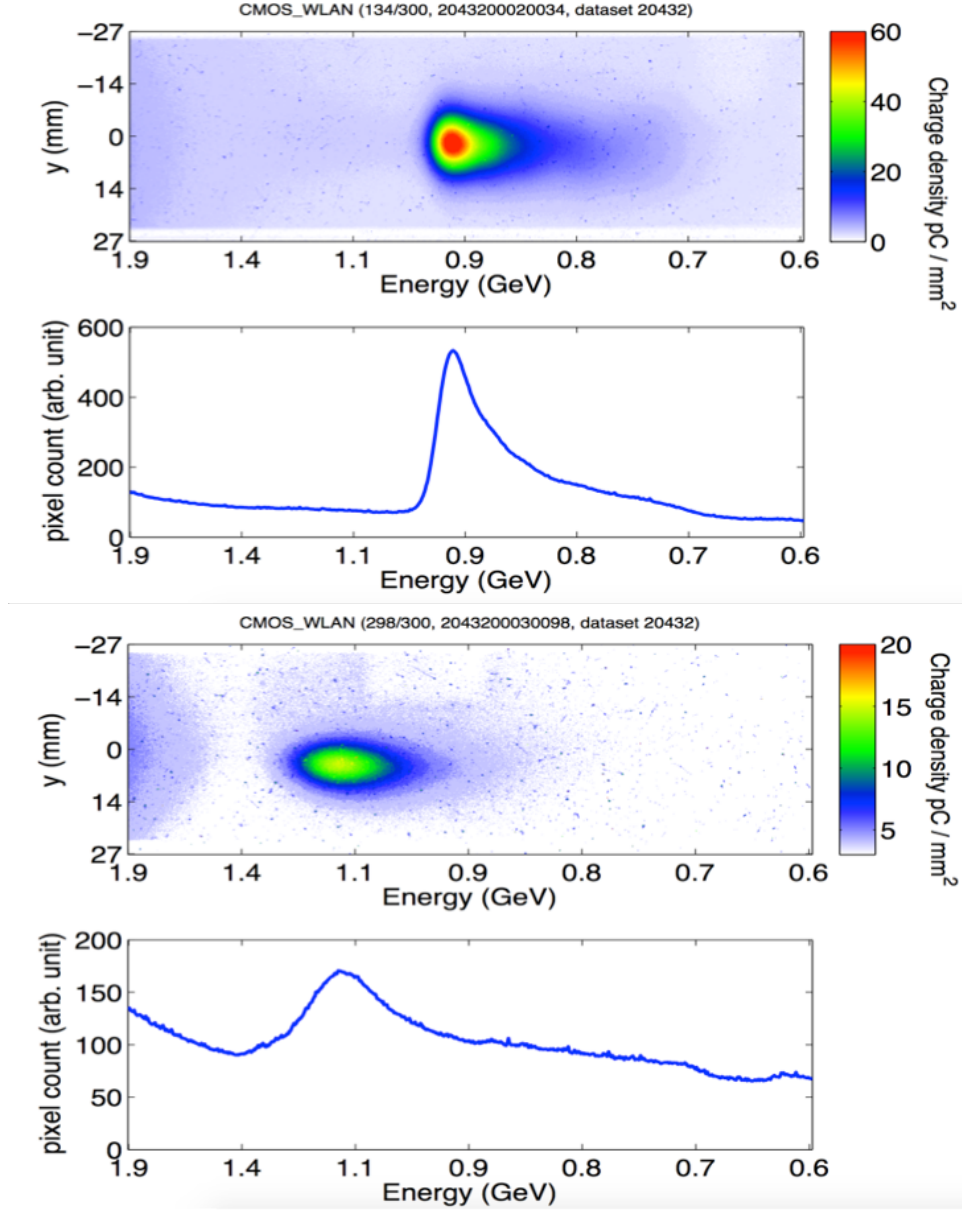 CMOS_WLAN (134/300, 2043200020034, dataset 20432)
−27
−14
0
14
27
y (mm)
1.9 1.4 1.1 0.9 0.8 0.7 0.6
Energy (GeV)
60
40
20
0
Charge density pC / mm²
600
400
200
0
pixel count (arb. unit)
1.9 1.4 1.1 0.9 0.8 0.7 0.6
Energy (GeV)
CMOS_WLAN (298/300, 2043200030098, dataset 20432)
−27
−14
0
14
27
y (mm)
1.9 1.4 1.1 0.9 0.8 0.7 0.6
Energy (GeV)
20
15
10
5
Charge density pC / mm²
200
150
100
50
0
pixel count (arb. unit)
1.9 1.4 1.1 0.9 0.8 0.7 0.6
Energy (GeV)